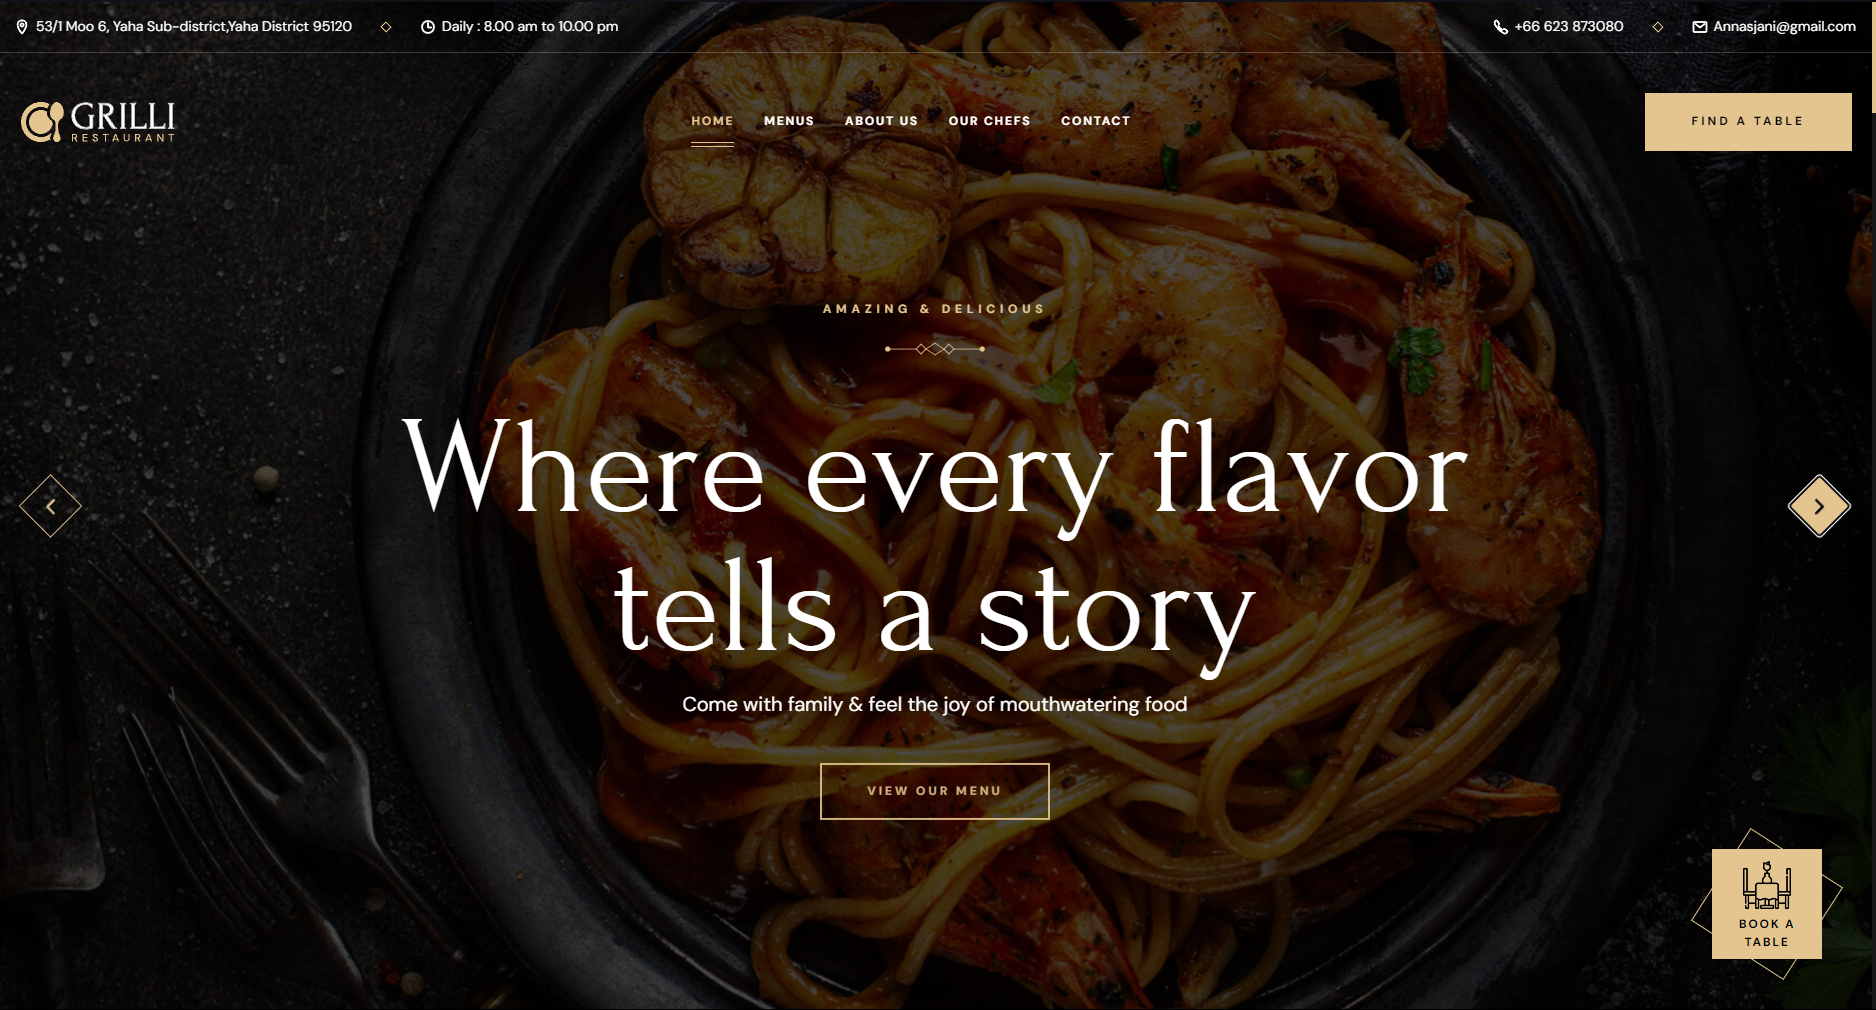 53/1 Moo 6, Yaha Sub-district,Yaha District 95120
Daily : 8.00 am to 10.00 pm
+66 623 873080
Annasjani@gmail.com
GRILLI
RESTAURANT
HOME
MENUS
ABOUT US
OUR CHEFS
CONTACT
FIND A TABLE
AMAZING & DELICIOUS
Where every flavor
tells a story
Come with family & feel the joy of mouthwatering food
VIEW OUR MENU
BOOK A
TABLE